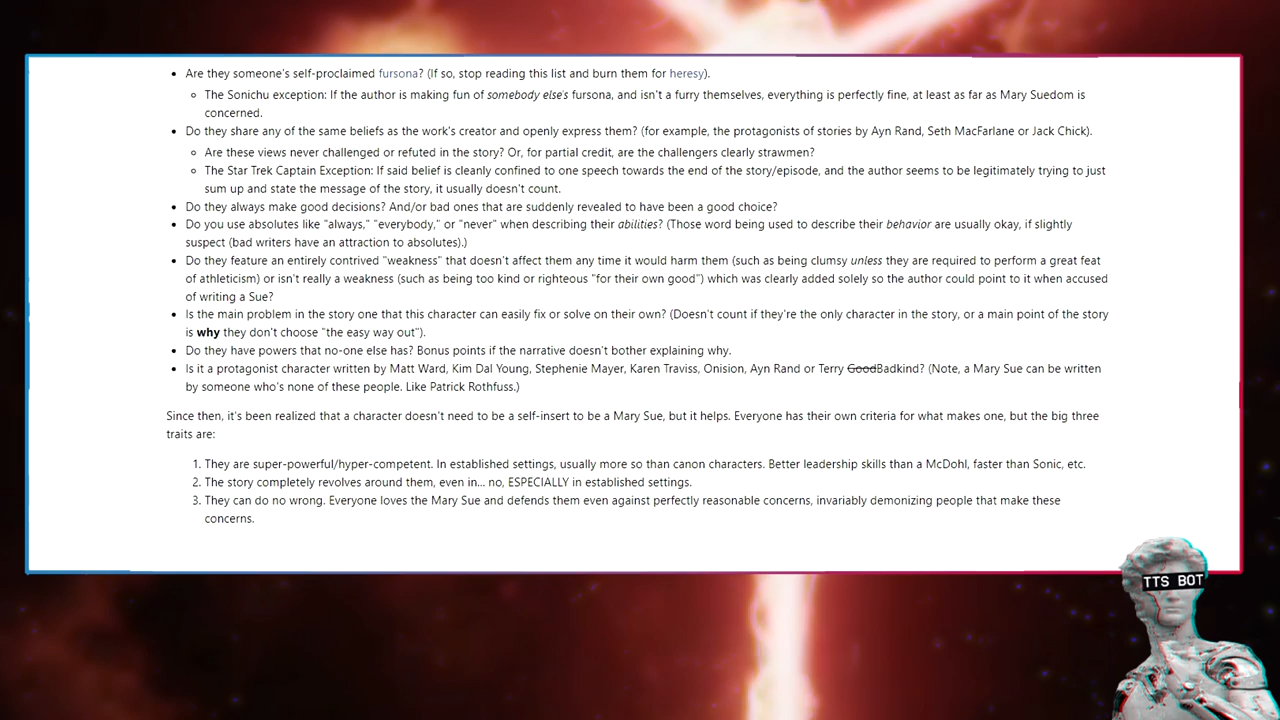 Are they someone's self-proclaimed fursona? (If so, stop reading this list and burn them for heresy).
The Sonichu exception: If the author is making fun of somebody else's fursona, and isn't a furry themselves, everything is perfectly fine, at least as far as Mary Suedom is
concerned.
Do they share any of the same beliefs as the work's creator and openly express them? (for example, the protagonists of stories by Ayn Rand, Seth MacFarlane or Jack Chick).
Are these views never challenged or refuted in the story? Or, for partial credit, are the challengers clearly strawmen?
The Star Trek Captain Exception: If said belief is cleanly confined to one speech towards the end of the story/episode, and the author seems to be legitimately trying to just
sum up and state the message of the story, it usually doesn't count.
Do they always make good decisions? And/or bad ones that are suddenly revealed to have been a good choice?
Do you use absolutes like "always," "everybody," or "never" when describing their abilities? (Those word being used to describe their behavior are usually okay, if slightly
suspect (bad writers have an attraction to absolutes).)
Do they feature an entirely contrived "weakness" that doesn't affect them any time it would harm them (such as being clumsy unless they are required to perform a great feat
of athleticism) or isn't really a weakness (such as being too kind or righteous "for their own good") which was clearly added solely so the author could point to it when accused
of writing a Sue?
Is the main problem in the story one that this character can easily fix or solve on their own? (Doesn't count if they're the only character in the story, or a main point of the story
is why they don't choose "the easy way out").
Do they have powers that no-one else has? Bonus points if the narrative doesn't bother explaining why.
Is it a protagonist character written by Matt Ward, Kim Dal Young, Stephenie Mayer, Karen Traviss, Onision, Ayn Rand or Terry GoodBadkind? (Note, a Mary Sue can be written
by someone who's none of these people. Like Patrick Rothfuss.)
Since then, it's been realized that a character doesn't need to be a self-insert to be a Mary Sue, but it helps. Everyone has their own criteria for what makes one, but the big three
traits are:
1. They are super-powerful/hyper-competent. In established settings, usually more so than canon characters. Better leadership skills than a McDohl, faster than Sonic, etc.
2. The story completely revolves around them, even in... no, ESPECIALLY in established settings.
3. They can do no wrong. Everyone loves the Mary Sue and defends them even against perfectly reasonable concerns, invariably demonizing people that make these
concerns.
TTS BOT